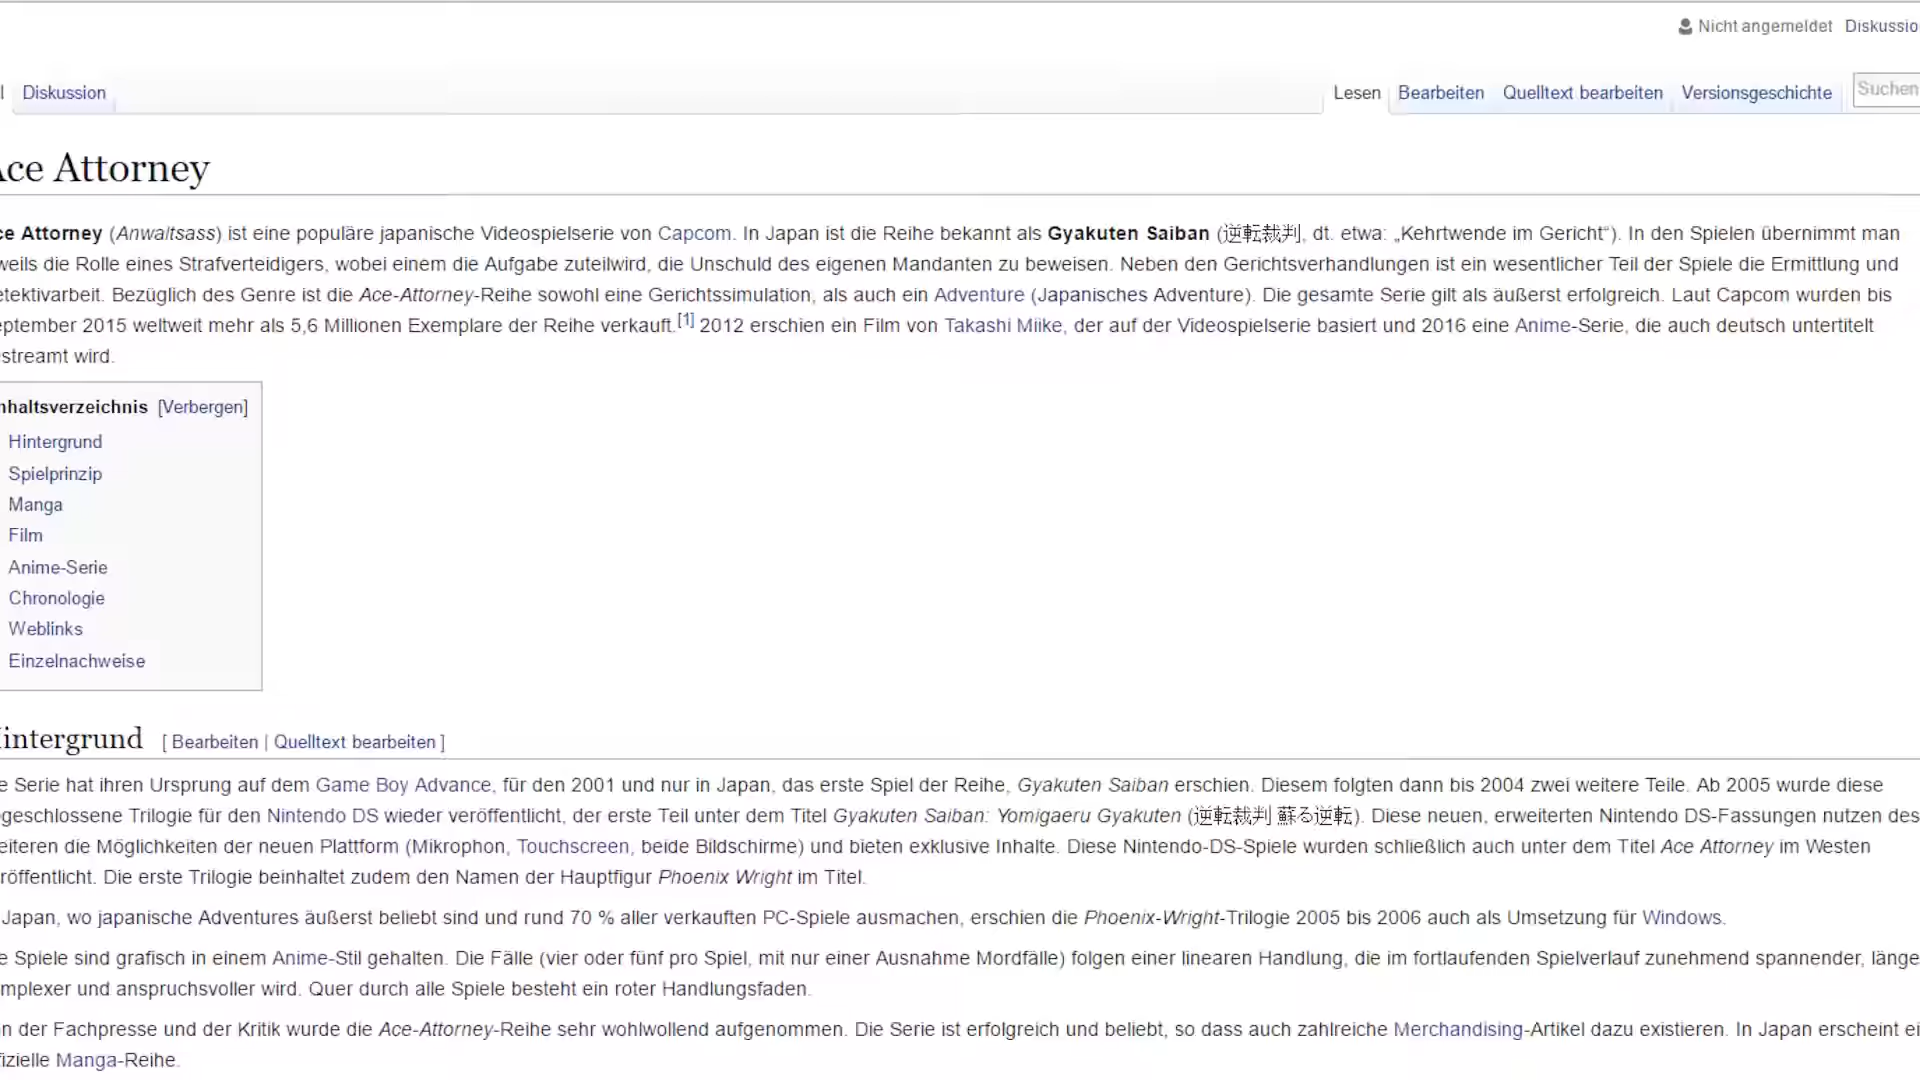 Nicht angemeldet Diskussio
l Diskussion Lesen Bearbeiten Quelltext bearbeiten Versionsgeschichte Suchen
Ace Attorney
ce Attorney (Anwaltsass) ist eine populäre japanische Videospielserie von Capcom. In Japan ist die Reihe bekannt als Gyakuten Saiban (逆転裁判, dt. etwa: „Kehrtwende im Gericht“). In den Spielen übernimmt man
weils die Rolle eines Strafverteidigers, wobei einem die Aufgabe zuteilwird, die Unschuld des eigenen Mandanten zu beweisen. Neben den Gerichtsverhandlungen ist ein wesentlicher Teil der Spiele die Ermittlung und
etektivarbeit. Bezüglich des Genre ist die Ace-Attorney-Reihe sowohl eine Gerichtssimulation, als auch ein Adventure (Japanisches Adventure). Die gesamte Serie gilt als äußerst erfolgreich. Laut Capcom wurden bis
eptember 2015 weltweit mehr als 5,6 Millionen Exemplare der Reihe verkauft.[1] 2012 erschien ein Film von Takashi Miike, der auf der Videospielserie basiert und 2016 eine Anime-Serie, die auch deutsch untertitelt
streamt wird.
nhaltsverzeichnis [Verbergen]
Hintergrund
Spielprinzip
Manga
Film
Anime-Serie
Chronologie
Weblinks
Einzelnachweise
intergrund [ Bearbeiten | Quelltext bearbeiten ]
e Serie hat ihren Ursprung auf dem Game Boy Advance, für den 2001 und nur in Japan, das erste Spiel der Reihe, Gyakuten Saiban erschien. Diesem folgten dann bis 2004 zwei weitere Teile. Ab 2005 wurde diese
geschlossene Trilogie für den Nintendo DS wieder veröffentlicht, der erste Teil unter dem Titel Gyakuten Saiban: Yomigaeru Gyakuten (逆転裁判 蘇る逆転). Diese neuen, erweiterten Nintendo DS-Fassungen nutzen des
eiteren die Möglichkeiten der neuen Plattform (Mikrophon, Touchscreen, beide Bildschirme) und bieten exklusive Inhalte. Diese Nintendo-DS-Spiele wurden schließlich auch unter dem Titel Ace Attorney im Westen
röffentlicht. Die erste Trilogie beinhaltet zudem den Namen der Hauptfigur Phoenix Wright im Titel.
Japan, wo japanische Adventures äußerst beliebt sind und rund 70 % aller verkauften PC-Spiele ausmachen, erschien die Phoenix-Wright-Trilogie 2005 bis 2006 auch als Umsetzung für Windows.
e Spiele sind grafisch in einem Anime-Stil gehalten. Die Fälle (vier oder fünf pro Spiel, mit nur einer Ausnahme Mordfälle) folgen einer linearen Handlung, die im fortlaufenden Spielverlauf zunehmend spannender, länge
mplexer und anspruchsvoller wird. Quer durch alle Spiele besteht ein roter Handlungsfaden.
n der Fachpresse und der Kritik wurde die Ace-Attorney-Reihe sehr wohlwollend aufgenommen. Die Serie ist erfolgreich und beliebt, so dass auch zahlreiche Merchandising-Artikel dazu existieren. In Japan erscheint ei
fizielle Manga-Reihe.